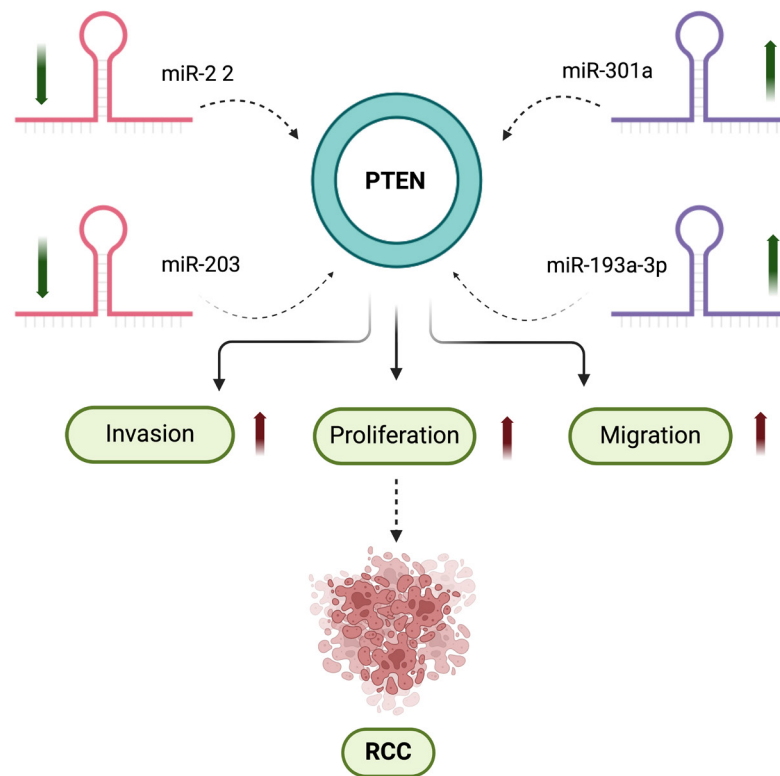 miR-2 2
miR-301a
PTEN
miR-203
miR-193a-3p
Invasion
Proliferation
Migration
RCC